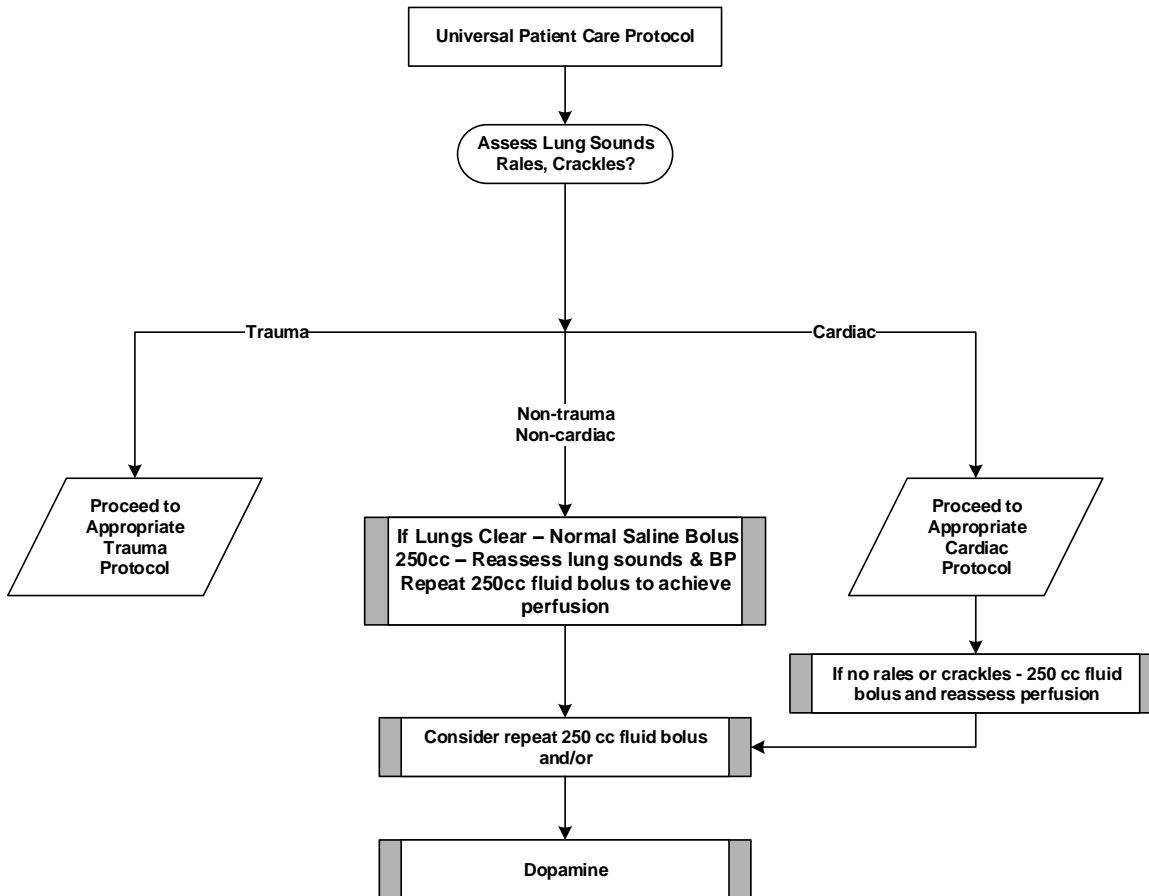 Universal Patient Care Protocol
Assess Lung Sounds
Rales, Crackles?
Trauma
Cardiac
Non-trauma
Non-cardiac
Proceed to
Appropriate
Trauma
Protocol
If Lungs Clear – Normal Saline Bolus
250cc – Reassess lung sounds & BP
Repeat 250cc fluid bolus to achieve
perfusion
Proceed to
Appropriate
Cardiac
Protocol
If no rales or crackles - 250 cc fluid
bolus and reassess perfusion
Consider repeat 250 cc fluid bolus
and/or
Dopamine